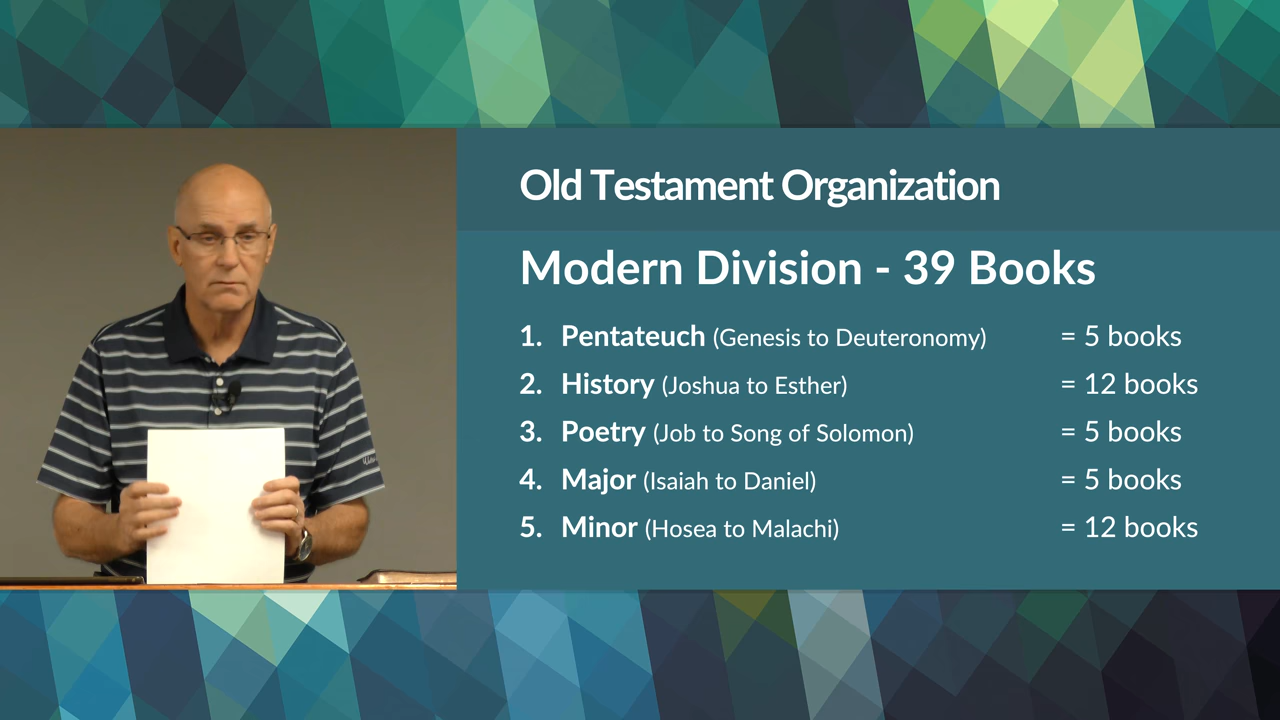 Old Testament Organization
Modern Division - 39 Books
1. Pentateuch (Genesis to Deuteronomy) = 5 books
2. History (Joshua to Esther) = 12 books
3. Poetry (Job to Song of Solomon) = 5 books
4. Major (Isaiah to Daniel) = 5 books
5. Minor (Hosea to Malachi) = 12 books